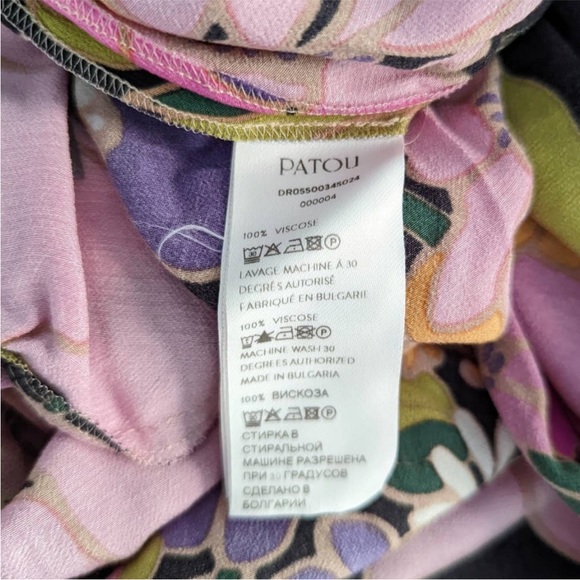 PATOU
DR05500345024
000004
100% VISCOSE
LAVAGE MACHINE À 30
DEGRÉS AUTORISÉ
FABRIQUÉ EN BULGARIE
100% VISCOSE
MACHINE WASH 30
DEGREES AUTHORIZED
MADE IN BULGARIA
100% ВИСКОЗА
СТИРКА В
СТИРАЛЬНОЙ
МАШИНЕ РАЗРЕШЕНА
ПРИ 30 ГРАДУСОВ
СДЕЛАНО В
БОЛГАРИИ